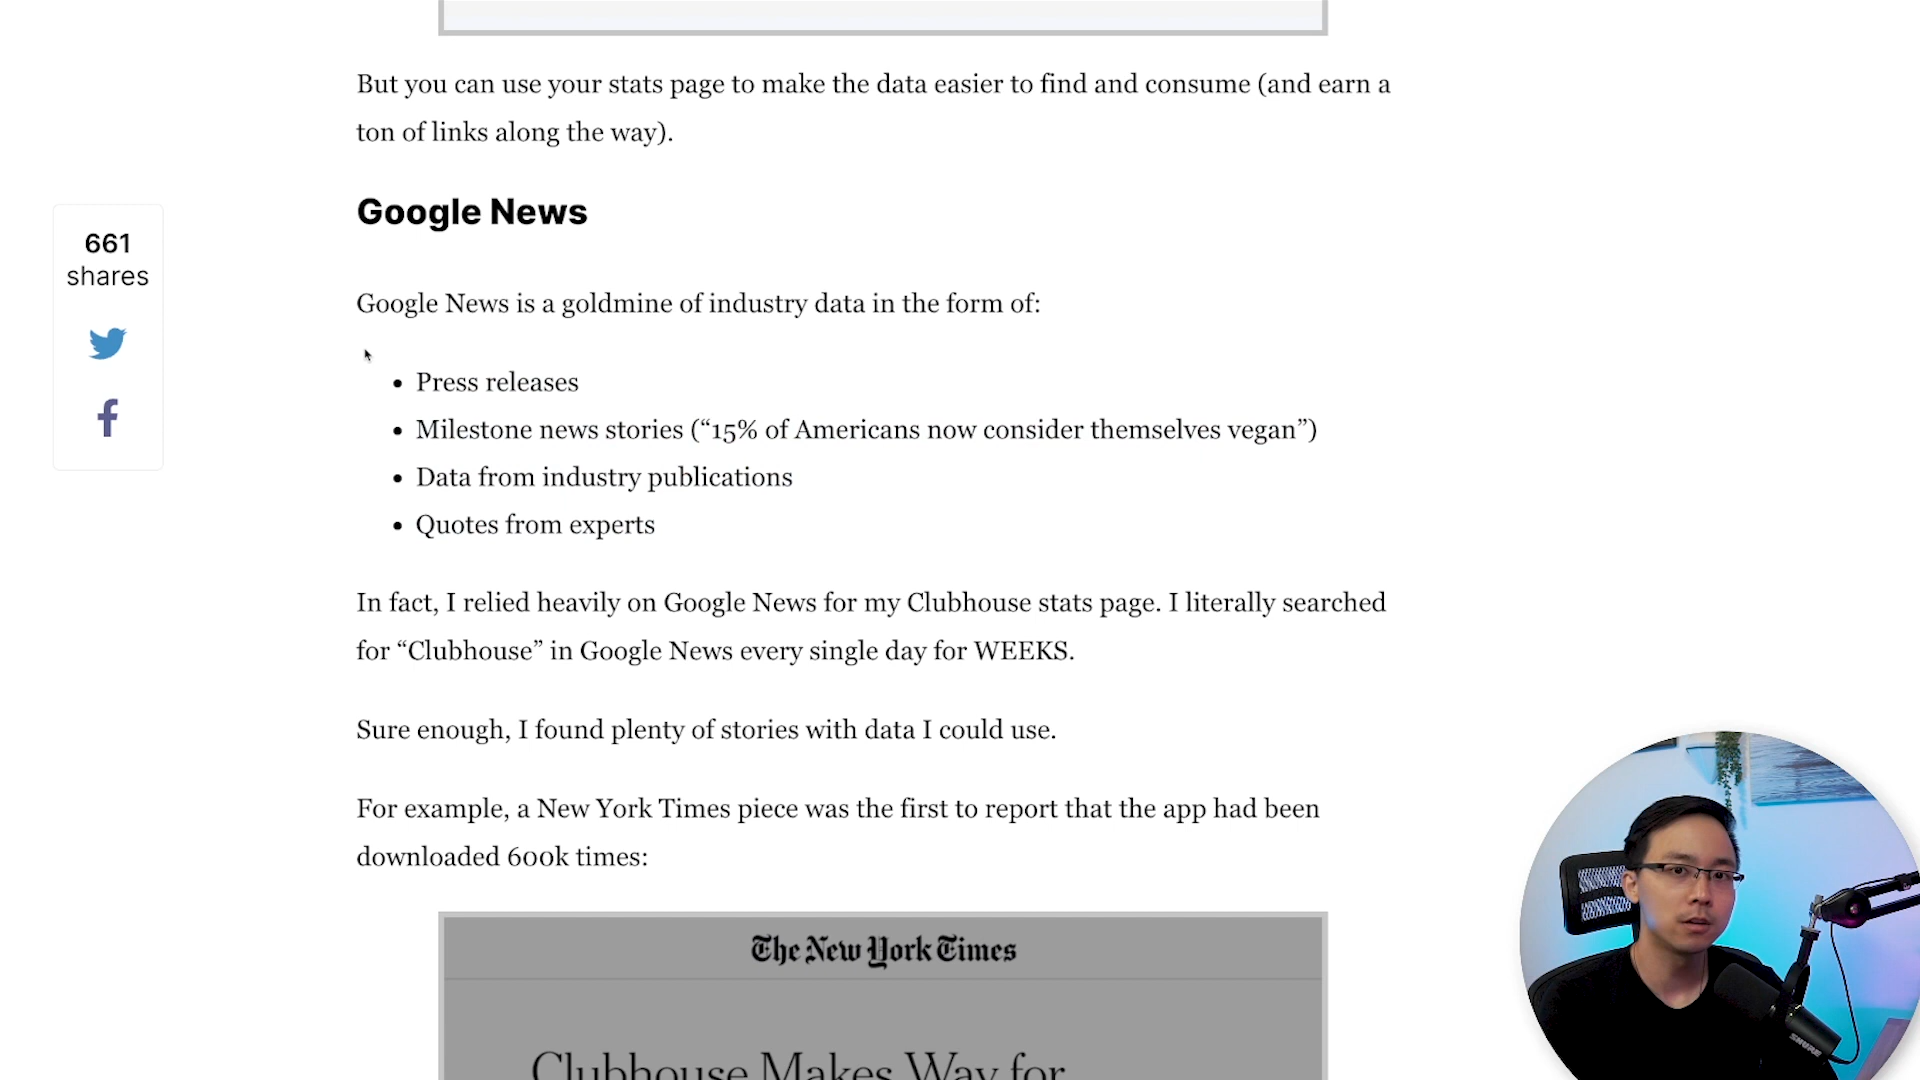 But you can use your stats page to make the data easier to find and consume (and earn a
ton of links along the way).
Google News
661
shares
Google News is a goldmine of industry data in the form of:
• Press releases
• Milestone news stories (“15% of Americans now consider themselves vegan”)
• Data from industry publications
• Quotes from experts
In fact, I relied heavily on Google News for my Clubhouse stats page. I literally searched
for “Clubhouse” in Google News every single day for WEEKS.
Sure enough, I found plenty of stories with data I could use.
For example, a New York Times piece was the first to report that the app had been
downloaded 600k times:
The New York Times
Clubhouse Makes Way for
SHURE